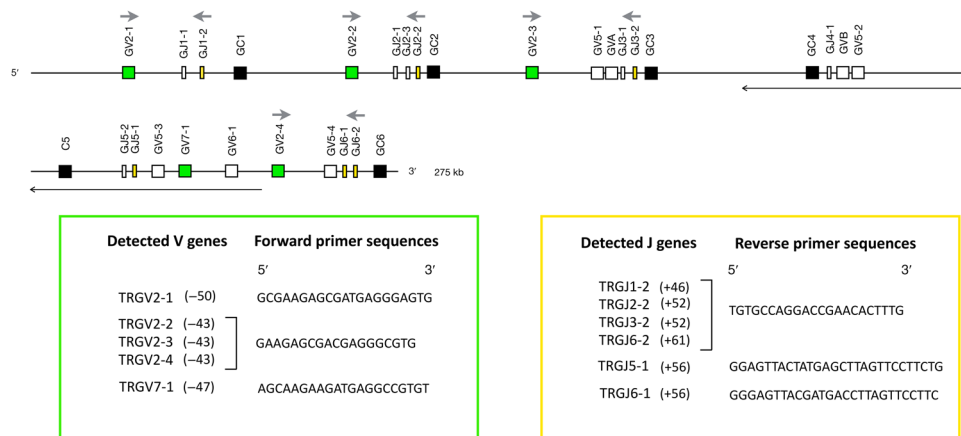 GV2-1 GJ1-1 GJ1-2 GC1 GV2-2 GJ2-1 GJ2-3 GJ2-2 GC2 GV2-3 GV5-1 GVA GJ3-1 GJ3-2 GC3 GC4 GJ4-1 GVB GV5-2
5'
C5 GJ5-2 GJ5-1 GV5-3 GV7-1 GV6-1 GV2-4 GV5-4 GJ6-1 GJ6-2 GC6
3' 275 kb
Detected V genes Forward primer sequences
5' 3'
TRGV2-1 (−50) GCGAAGAGCGATGAGGGAGTG
TRGV2-2 (−43)
TRGV2-3 (−43) GAAGAGCGACGAGGGCGTG
TRGV2-4 (−43)
TRGV7-1 (−47) AGCAAGAAGATGAGGCCGTGT
Detected J genes Reverse primer sequences
5' 3'
TRGJ1-2 (+46)
TRGJ2-2 (+52) TGTGCCAGGACCGAACACTTTG
TRGJ3-2 (+52)
TRGJ6-2 (+61)
TRGJ5-1 (+56) GGAGTTACTATGAGCTTAGTTCCTTCTG
TRGJ6-1 (+56) GGGAGTTACGATGACCTTAGTTCCTTC